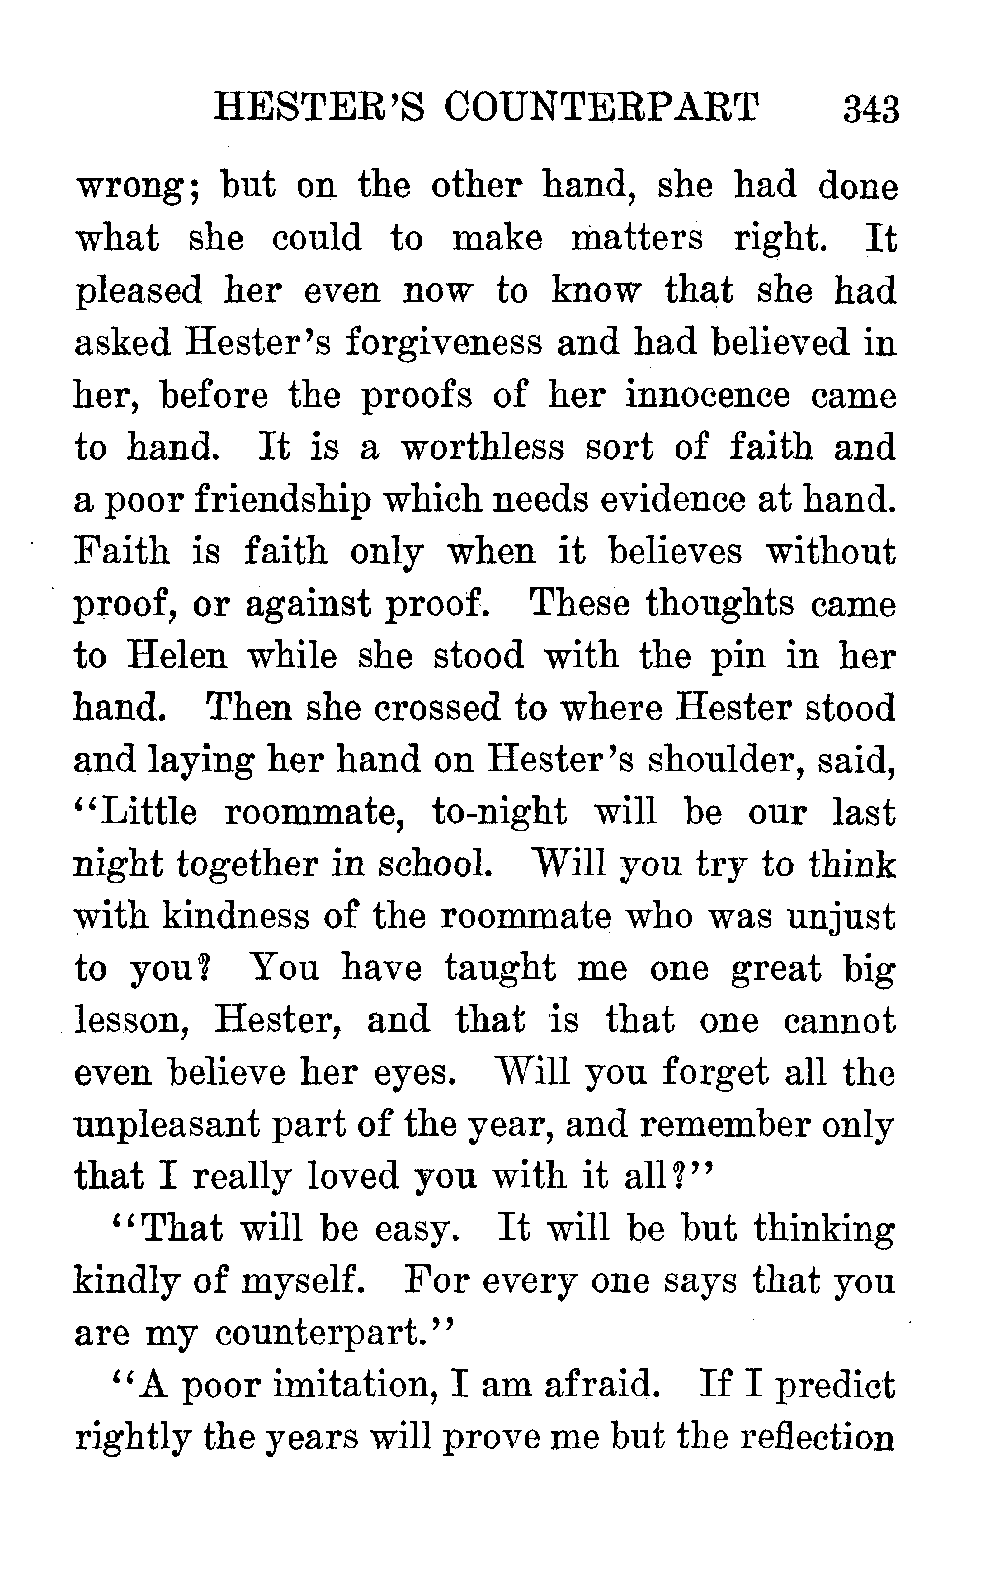 HESTER'S COUNTERPART 343
wrong; but on the other hand, she had done
what she could to make matters right. It
pleased her even now to know that she had
asked Hester's forgiveness and had believed in
her, before the proofs of her innocence came
to hand. It is a worthless sort of faith and
a poor friendship which needs evidence at hand.
Faith is faith only when it believes without
proof, or against proof. These thoughts came
to Helen while she stood with the pin in her
hand. Then she crossed to where Hester stood
and laying her hand on Hester's shoulder, said,
"Little roommate, to-night will be our last
night together in school. Will you try to think
with kindness of the roommate who was unjust
to you? You have taught me one great big
lesson, Hester, and that is that one cannot
even believe her eyes. Will you forget all the
unpleasant part of the year, and remember only
that I really loved you with it all?"
"That will be easy. It will be but thinking
kindly of myself. For every one says that you
are my counterpart."
"A poor imitation, I am afraid. If I predict
rightly the years will prove me but the reflection